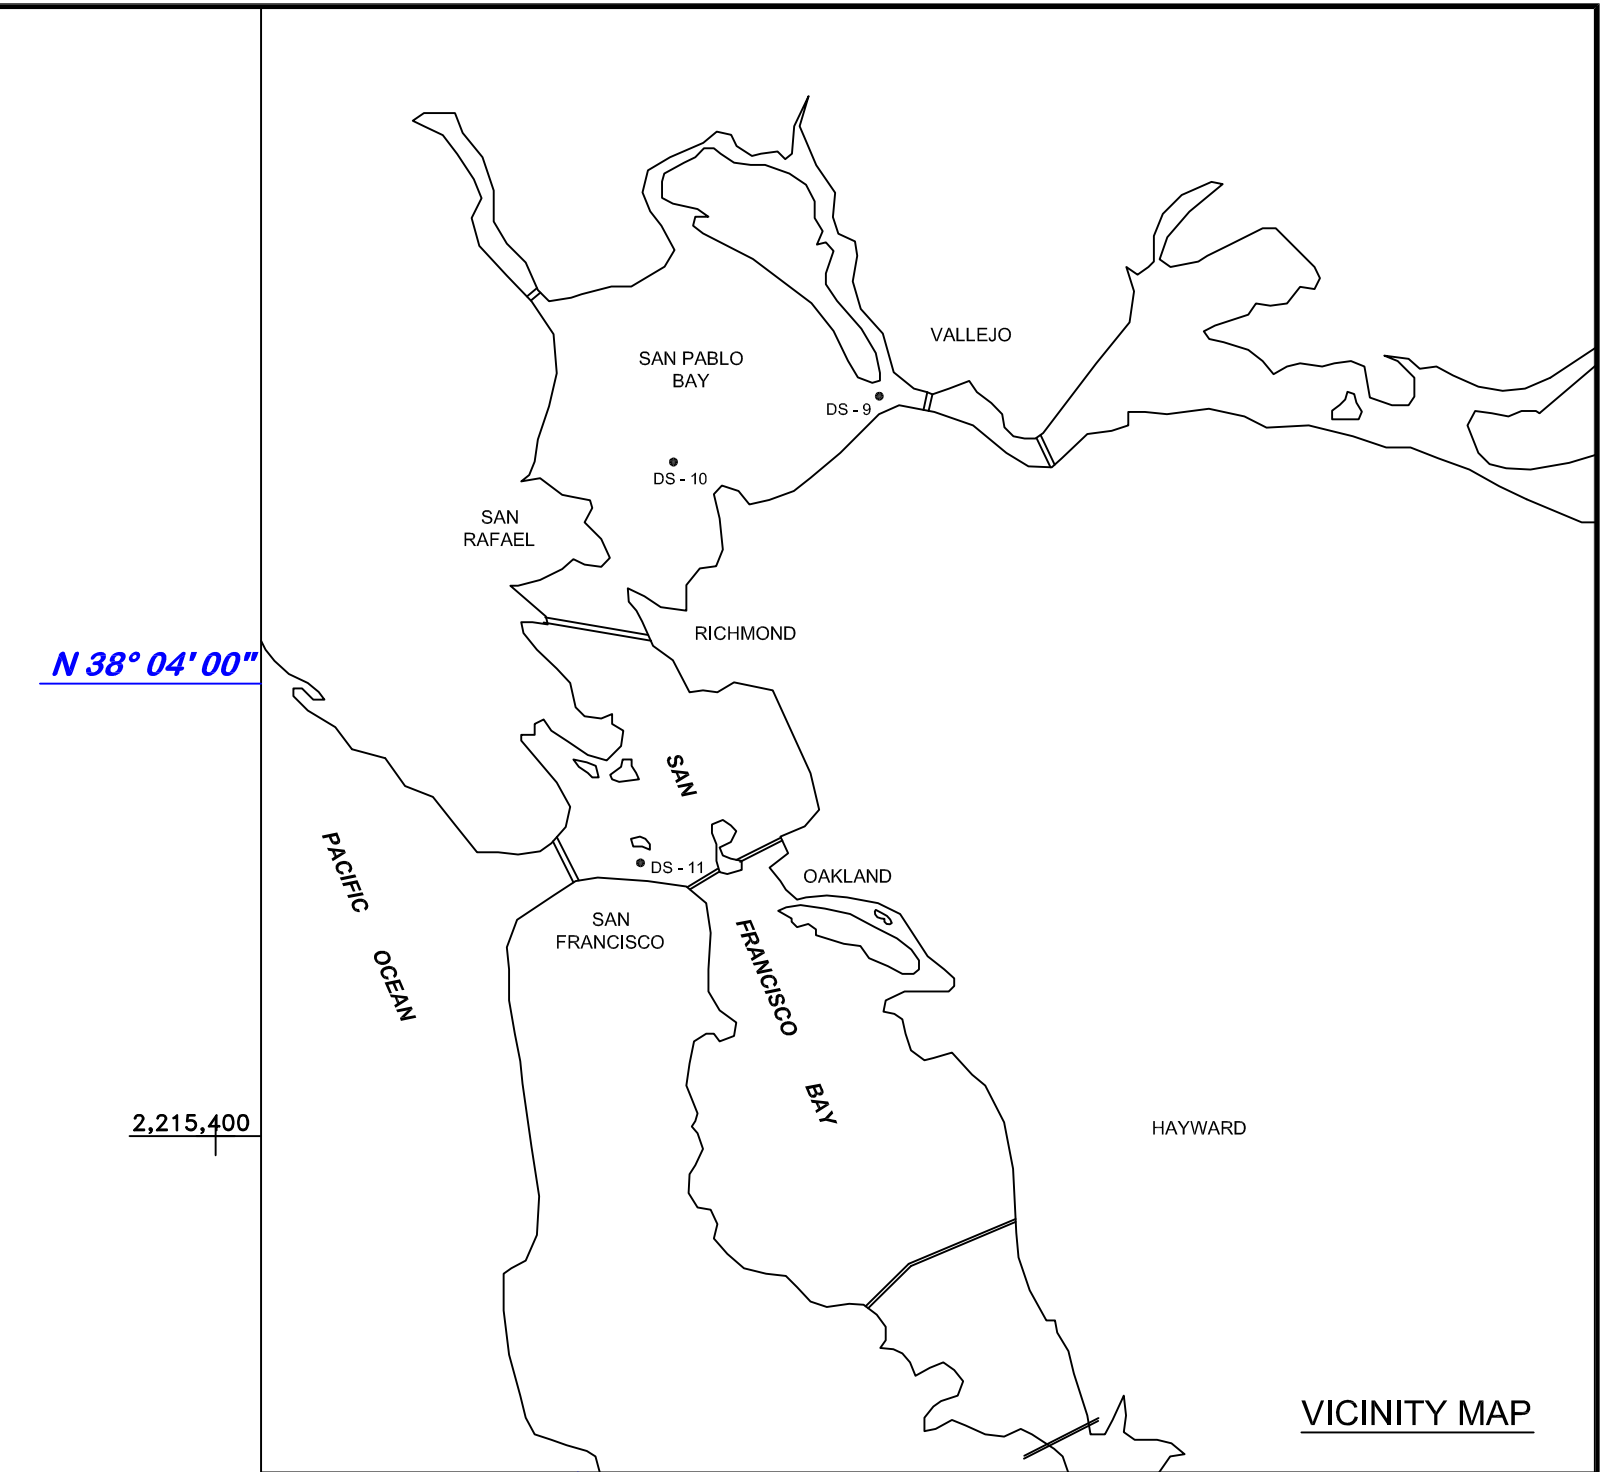 VALLEJO
SAN PABLO
BAY
DS - 9
DS - 10
SAN
RAFAEL
RICHMOND
N 38° 04' 00"
SAN
FRANCISCO
BAY
PACIFIC
OCEAN
DS - 11
OAKLAND
SAN
FRANCISCO
2,215,400
HAYWARD
VICINITY MAP